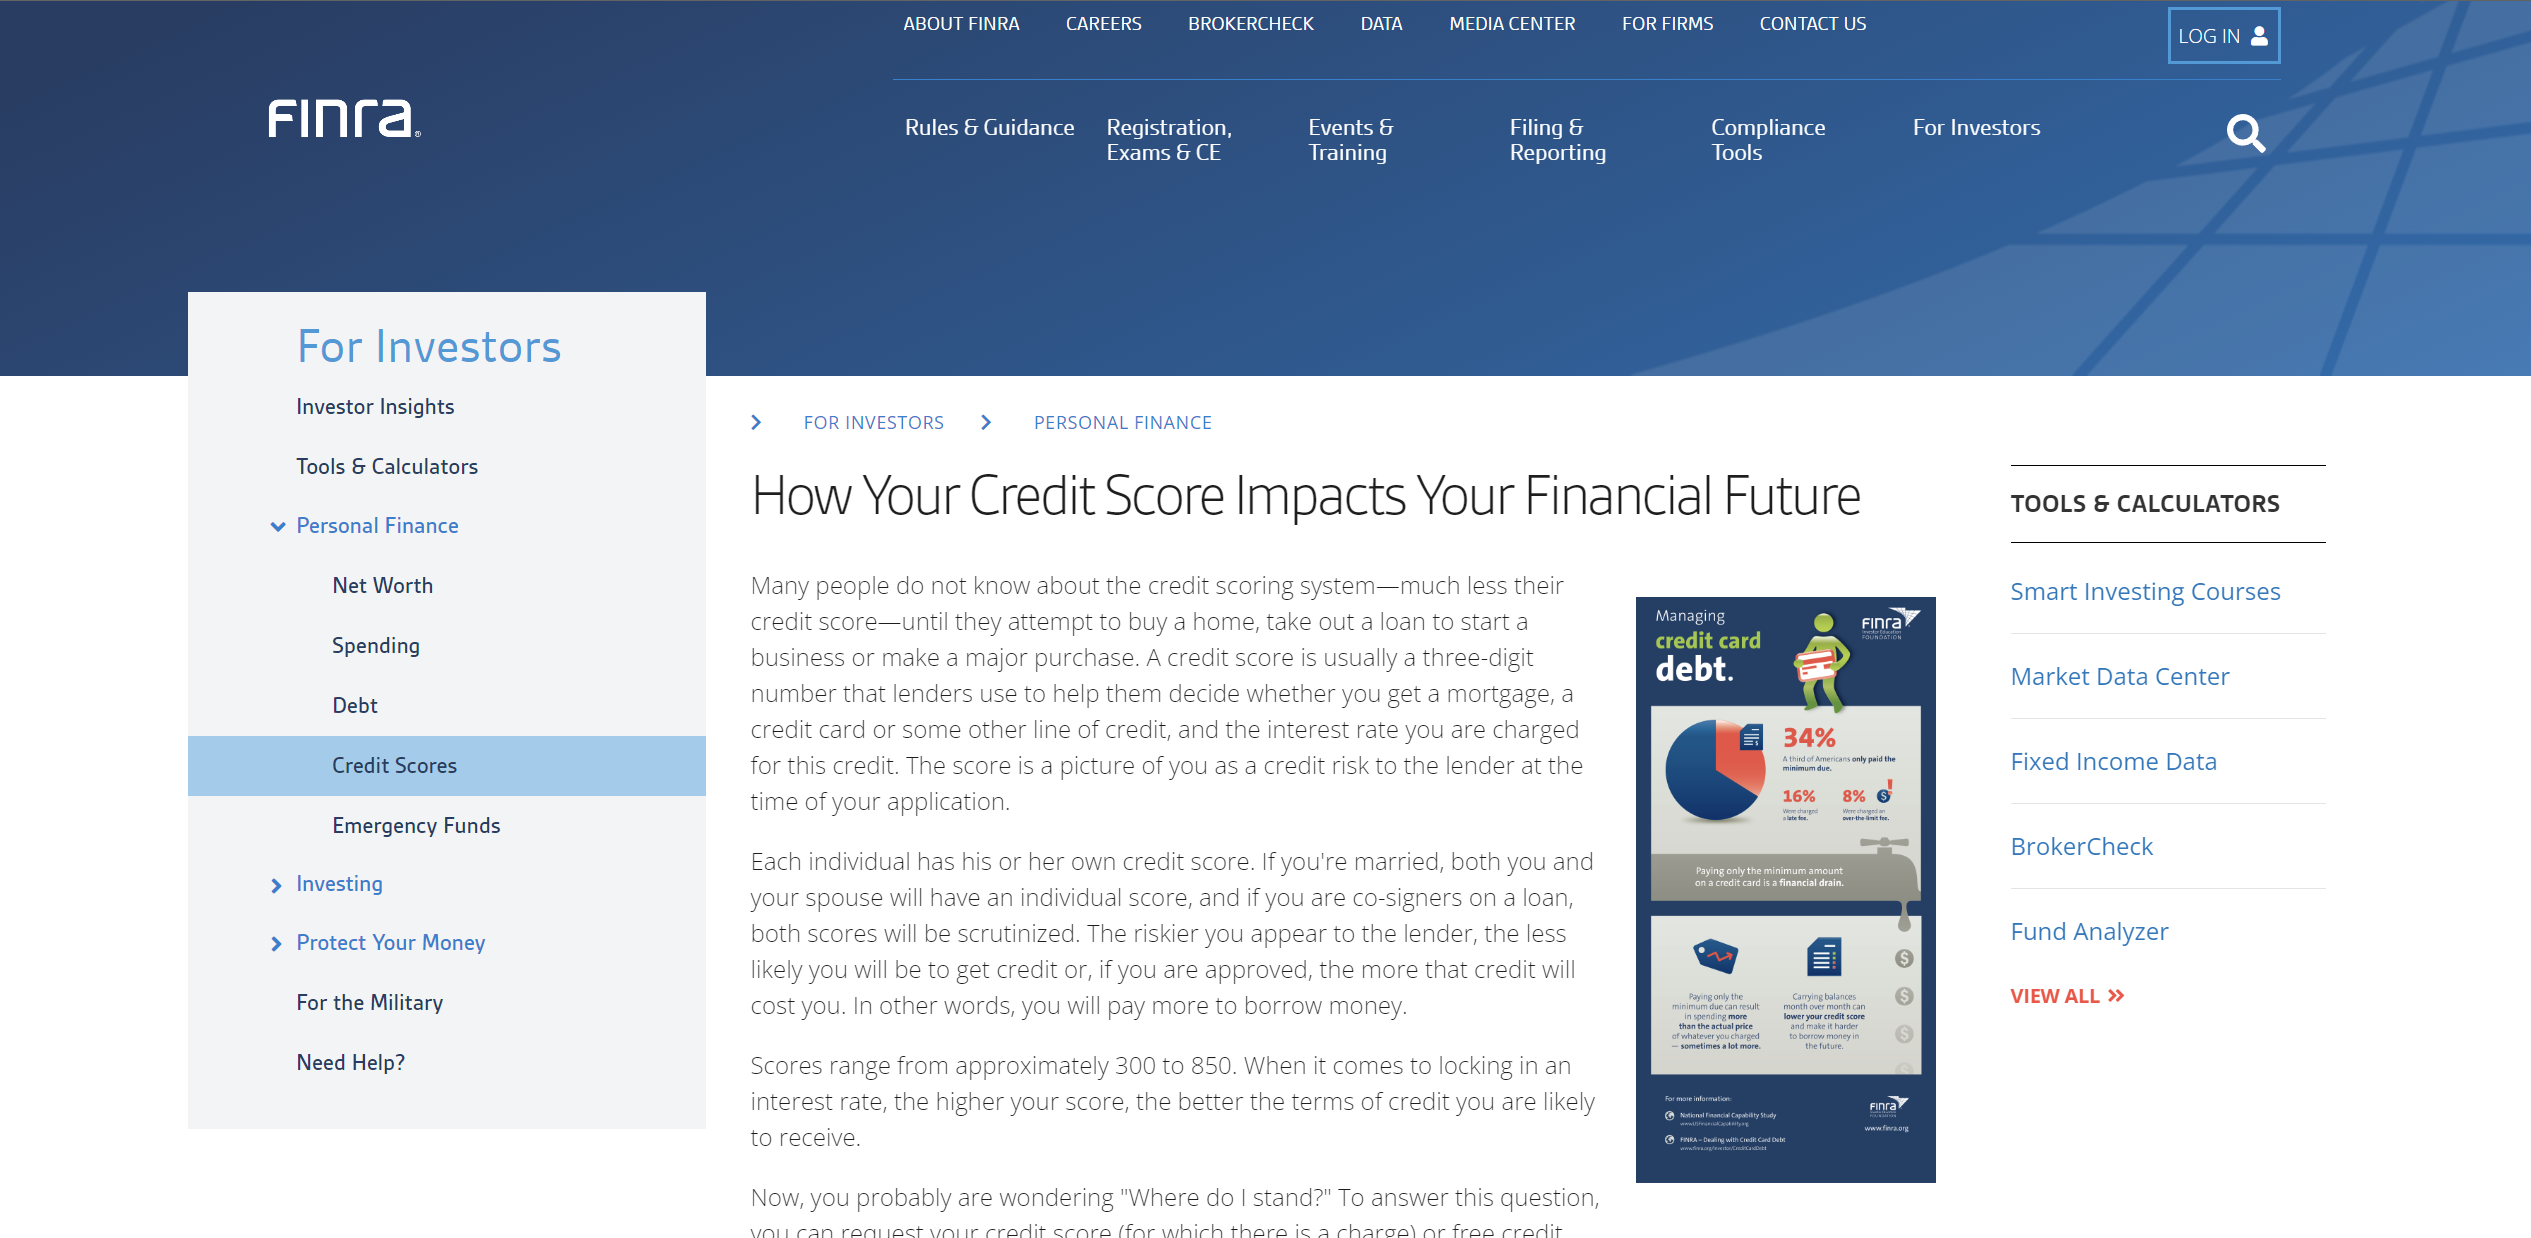 ABOUT FINRA CAREERS BROKERCHECK DATA MEDIA CENTER FOR FIRMS CONTACT US
LOG IN
FINRA®
Rules & Guidance
Registration,
Exams & CE
Events &
Training
Filing &
Reporting
Compliance
Tools
For Investors
For Investors
Investor Insights
Tools & Calculators
Personal Finance
Net Worth
Spending
Debt
Credit Scores
Emergency Funds
Investing
Protect Your Money
For the Military
Need Help?
FOR INVESTORS PERSONAL FINANCE
How Your Credit Score Impacts Your Financial Future
Many people do not know about the credit scoring system—much less their
credit score—until they attempt to buy a home, take out a loan to start a
business or make a major purchase. A credit score is usually a three-digit
number that lenders use to help them decide whether you get a mortgage, a
credit card or some other line of credit, and the interest rate you are charged
for this credit. The score is a picture of you as a credit risk to the lender at the
time of your application.
Each individual has his or her own credit score. If you're married, both you and
your spouse will have an individual score, and if you are co-signers on a loan,
both scores will be scrutinized. The riskier you appear to the lender, the less
likely you will be to get credit or, if you are approved, the more that credit will
cost you. In other words, you will pay more to borrow money.
Scores range from approximately 300 to 850. When it comes to locking in an
interest rate, the higher your score, the better the terms of credit you are likely
to receive.
Now, you probably are wondering "Where do I stand?" To answer this question,
you can request your credit score (for which there is a charge) or free credit
Managing
credit card
debt.
FINRA
Investor Education
FOUNDATION
34%
A third of Americans only paid the
minimum due.
16%
Were charged
a late fee.
8%
Were charged an
over-the-limit fee.
Paying only the minimum amount
on a credit card is a financial drain.
Paying only the
minimum due can result
in spending more
than the actual price
of whatever you charged
— sometimes a lot more.
Carrying balances
month over month can
lower your credit score
and make it harder
to borrow money in
the future.
For more information:
National Financial Capability Study
www.USFinancialCapability.org
FINRA – Dealing with Credit Card Debt
www.finra.org/investor/CreditCardDebt
FINRA
FOUNDATION
www.finra.org
TOOLS & CALCULATORS
Smart Investing Courses
Market Data Center
Fixed Income Data
BrokerCheck
Fund Analyzer
VIEW ALL